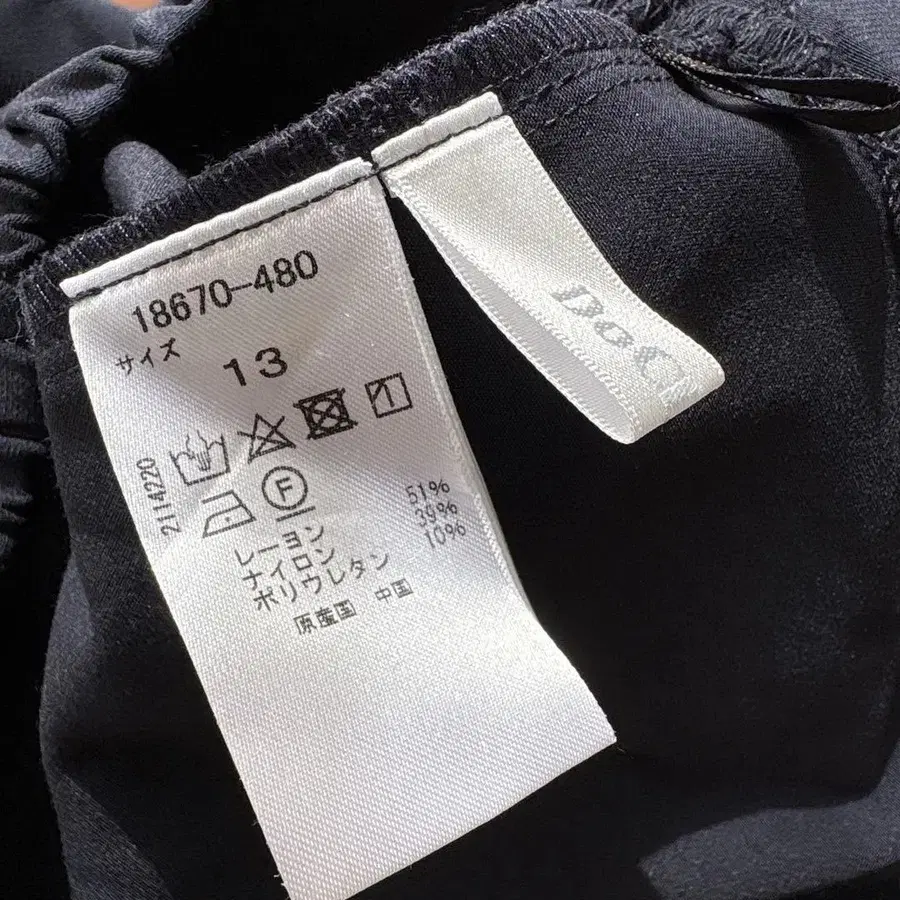 18670-480
サイズ
13
2114220
F
レーヨン 51%
ナイロン 39%
ポリウレタン 10%
原産国 中国